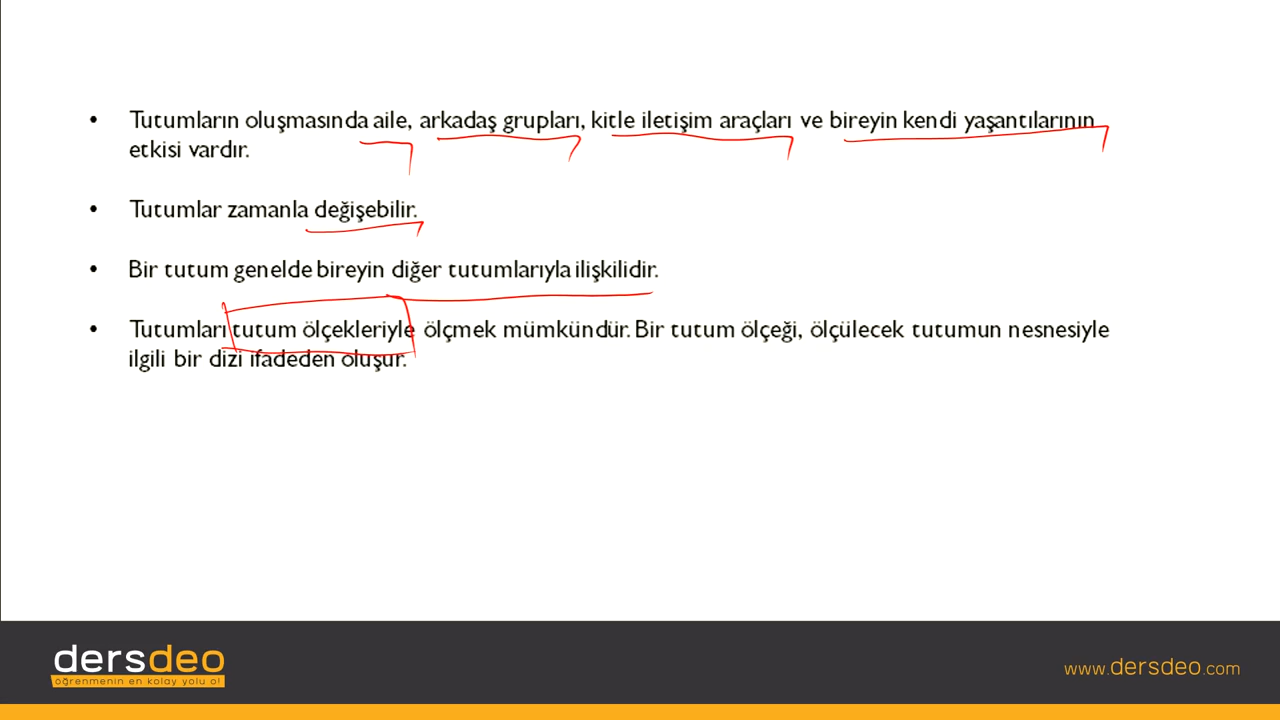 • Tutumların oluşmasında aile, arkadaş grupları, kitle iletişim araçları ve bireyin kendi yaşantılarının
etkisi vardır.
• Tutumlar zamanla değişebilir.
• Bir tutum genelde bireyin diğer tutumlarıyla ilişkilidir.
• Tutumları tutum ölçekleriyle ölçmek mümkündür. Bir tutum ölçeği, ölçülecek tutumun nesnesiyle
ilgili bir dizi ifadeden oluşur.
dersdeo
öğrenmenin en kolay yolu o!
www.dersdeo.com